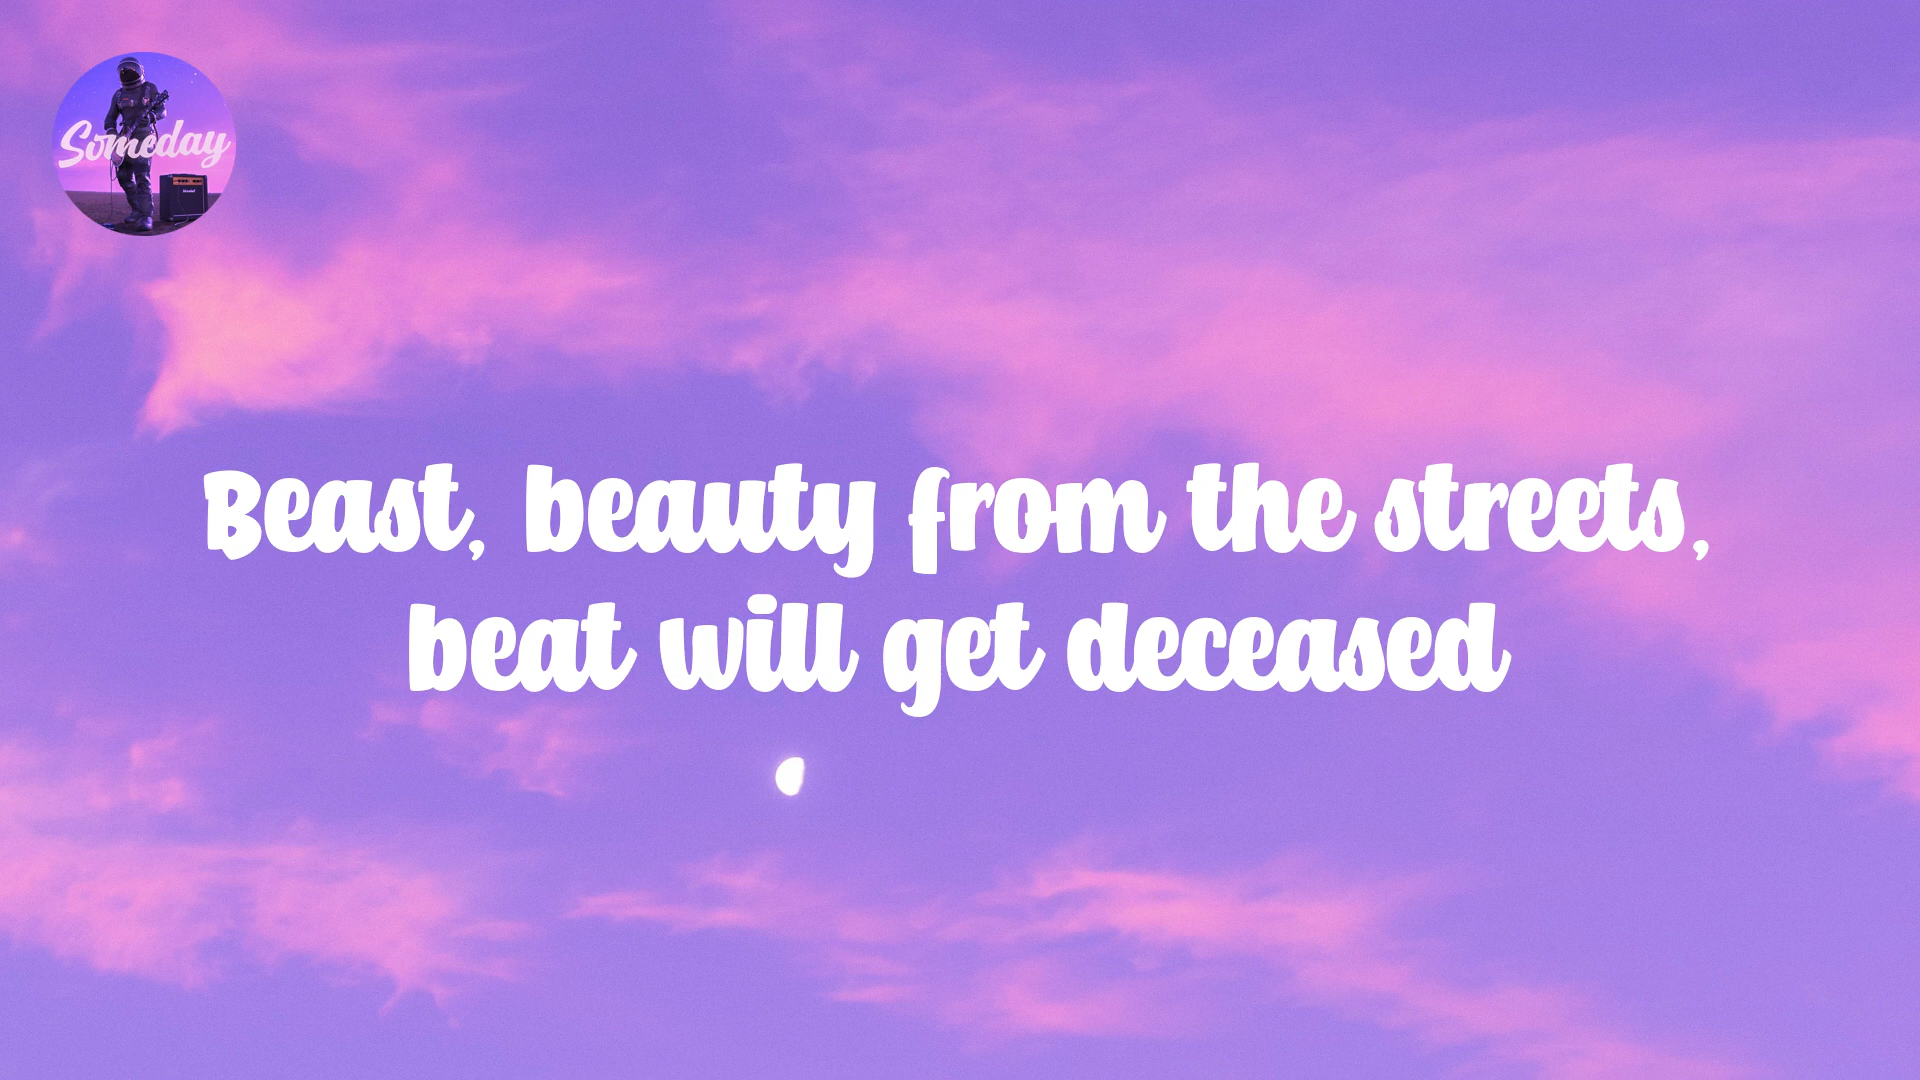 Someday
Beast, beauty from the streets,
beat will get deceased